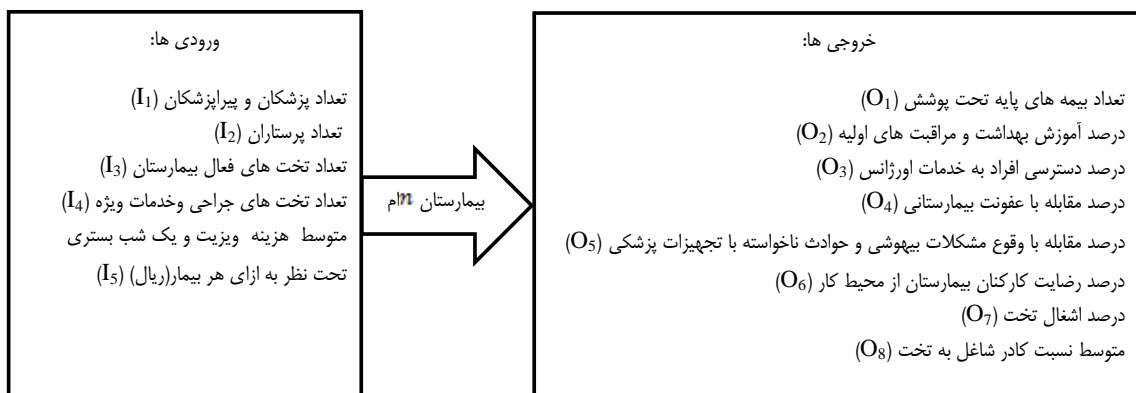 ورودی ها:
تعداد پزشکان و پیراپزشکان (I1)
تعداد پرستاران (I2)
تعداد تخت های فعال بیمارستان (I3)
تعداد تخت های جراحی وخدمات ویژه (I4)
متوسط هزینه ویزیت و یک شب بستری
تحت نظر به ازای هر بیمار(ریال) (I5)
بیمارستان nام
خروجی ها:
تعداد بیمه های پایه تحت پوشش (O1)
درصد آموزش بهداشت و مراقبت های اولیه (O2)
درصد دسترسی افراد به خدمات اورژانس (O3)
درصد مقابله با عفونت بیمارستانی (O4)
درصد مقابله با وقوع مشکلات بیهوشی و حوادث ناخواسته با تجهیزات پزشکی (O5)
درصد رضایت کارکنان بیمارستان از محیط کار (O6)
درصد اشغال تخت (O7)
متوسط نسبت کادر شاغل به تخت (O8)